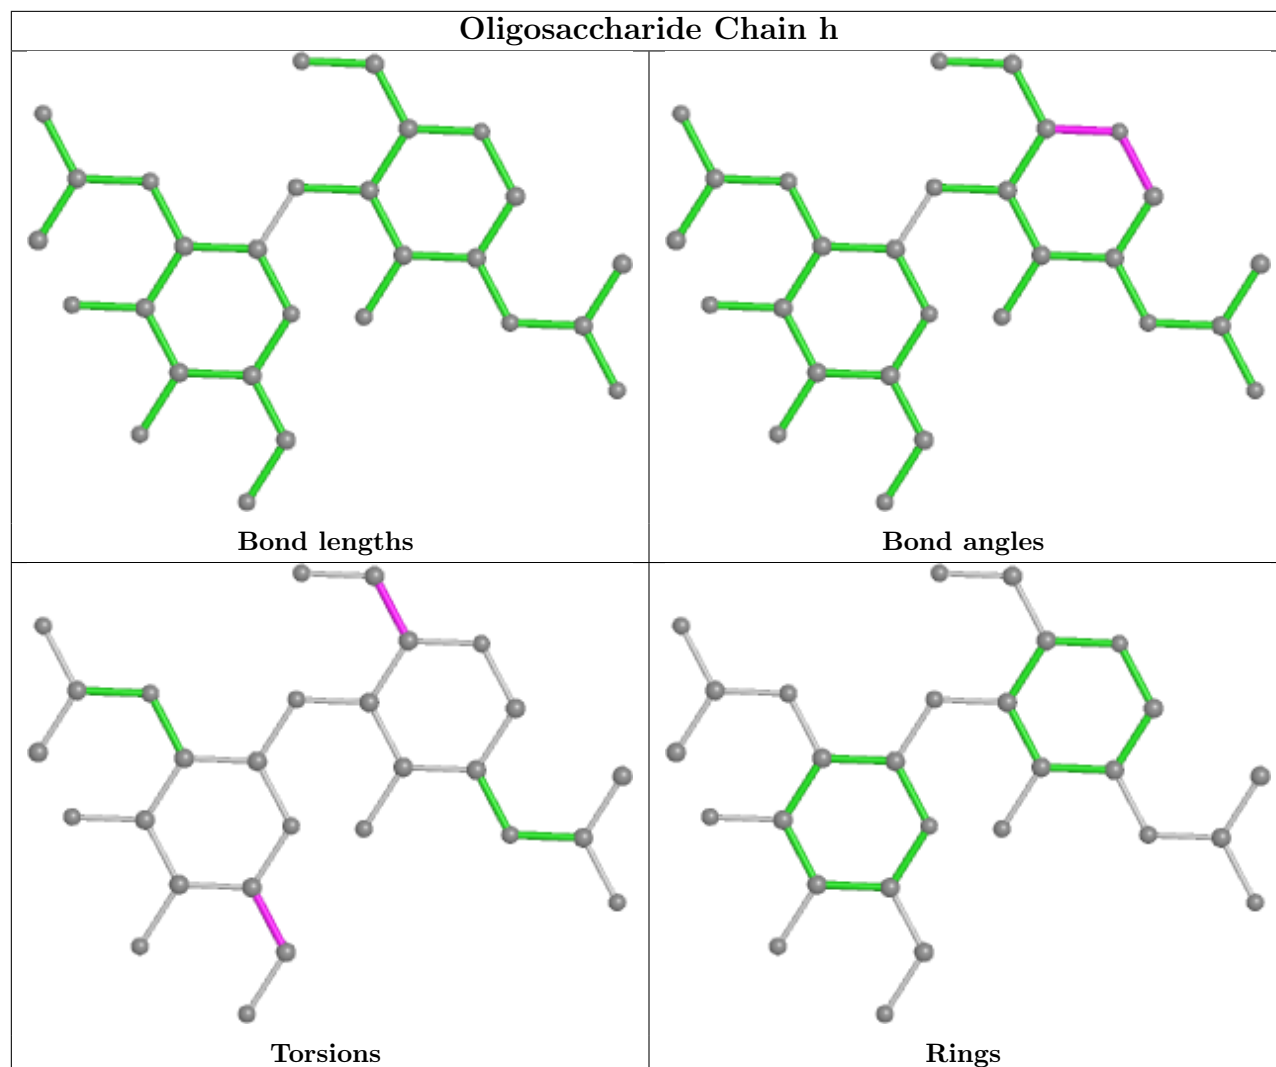 Oligosaccharide Chain h
Bond lengths
Bond angles
Torsions
Rings